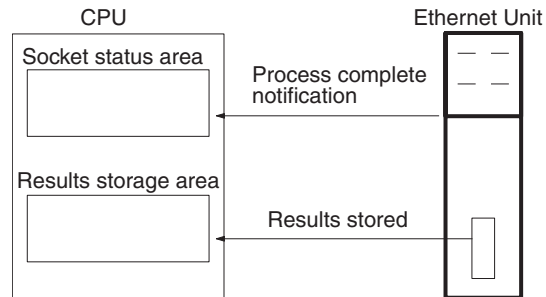 CPU
Ethernet Unit
Socket status area
Process complete
notification
Results storage area
Results stored